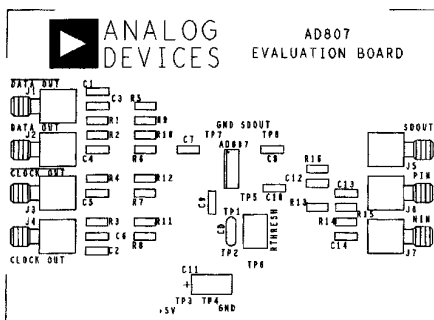 ANALOG
DEVICES
AD807
EVALUATION BOARD
DATA OUT
J1
C1
C3
R5
R1
R9
GND SDOUT
DATA OUT
J2
R2
R10
TP7
TP8
SDOUT
AD807
C4
R6
C7
C8
J5
CLOCK OUT
R16
PIN
R4
R12
C12
C13
C10
J3
C5
R7
C9
TP5
R13
R15
J6
J4
R3
R11
TP1
R14
NIN
CD
RTHRESH
C6
R8
C14
CLOCK OUT
C2
TP2
J7
TP6
C11
+
TP3 TP4
+5V
GND